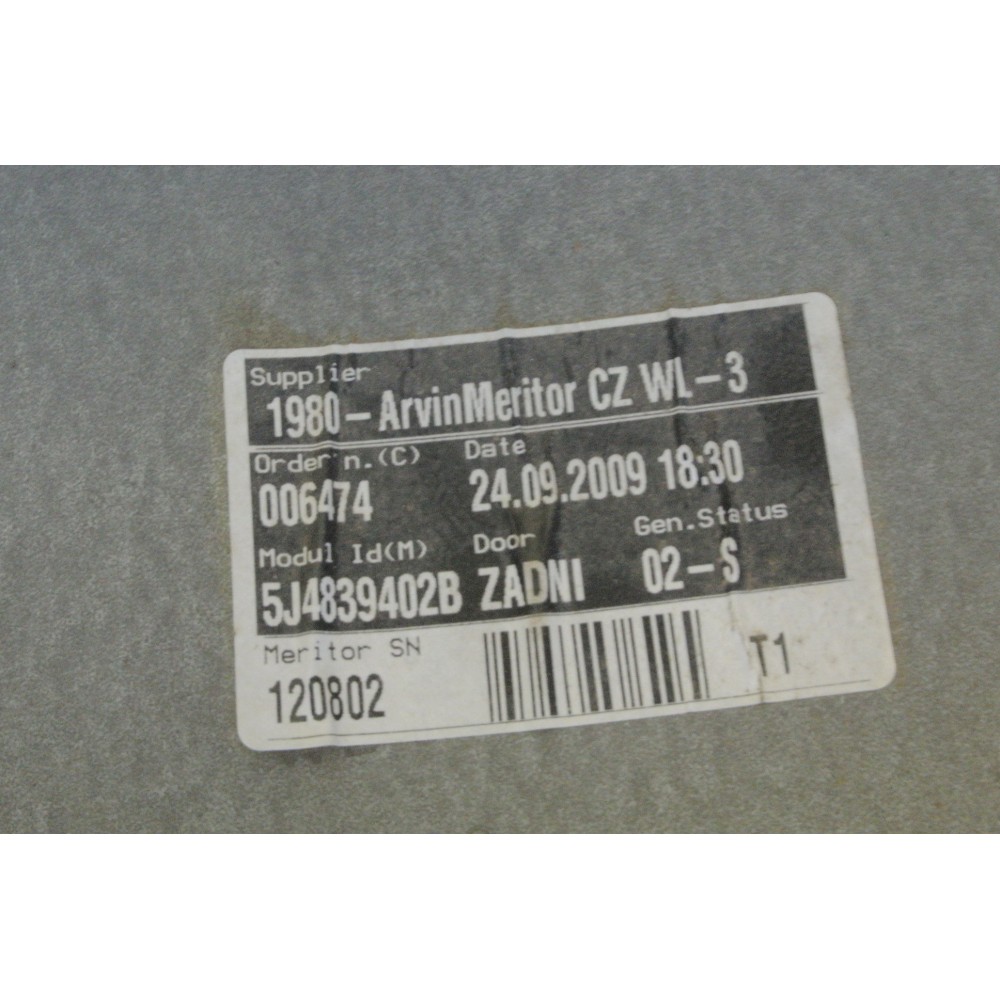 Supplier
1980-ArvinMeritor CZ WL-3
Order n.(C) Date
006474 24.09.2009 18:30
Modul Id(M) Door Gen.Status
5J4839402B ZADNI 02-S
Meritor SN
120802 T1